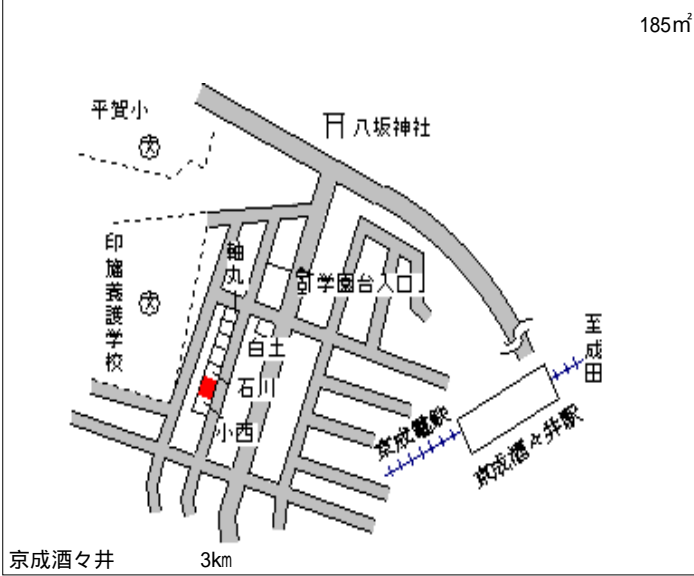 185㎡
平賀小
八坂神社
印旛養護学校
軸丸
学園台入口
白土
石川
小西
至成田
京成電鉄
京成酒々井駅
京成酒々井 3km